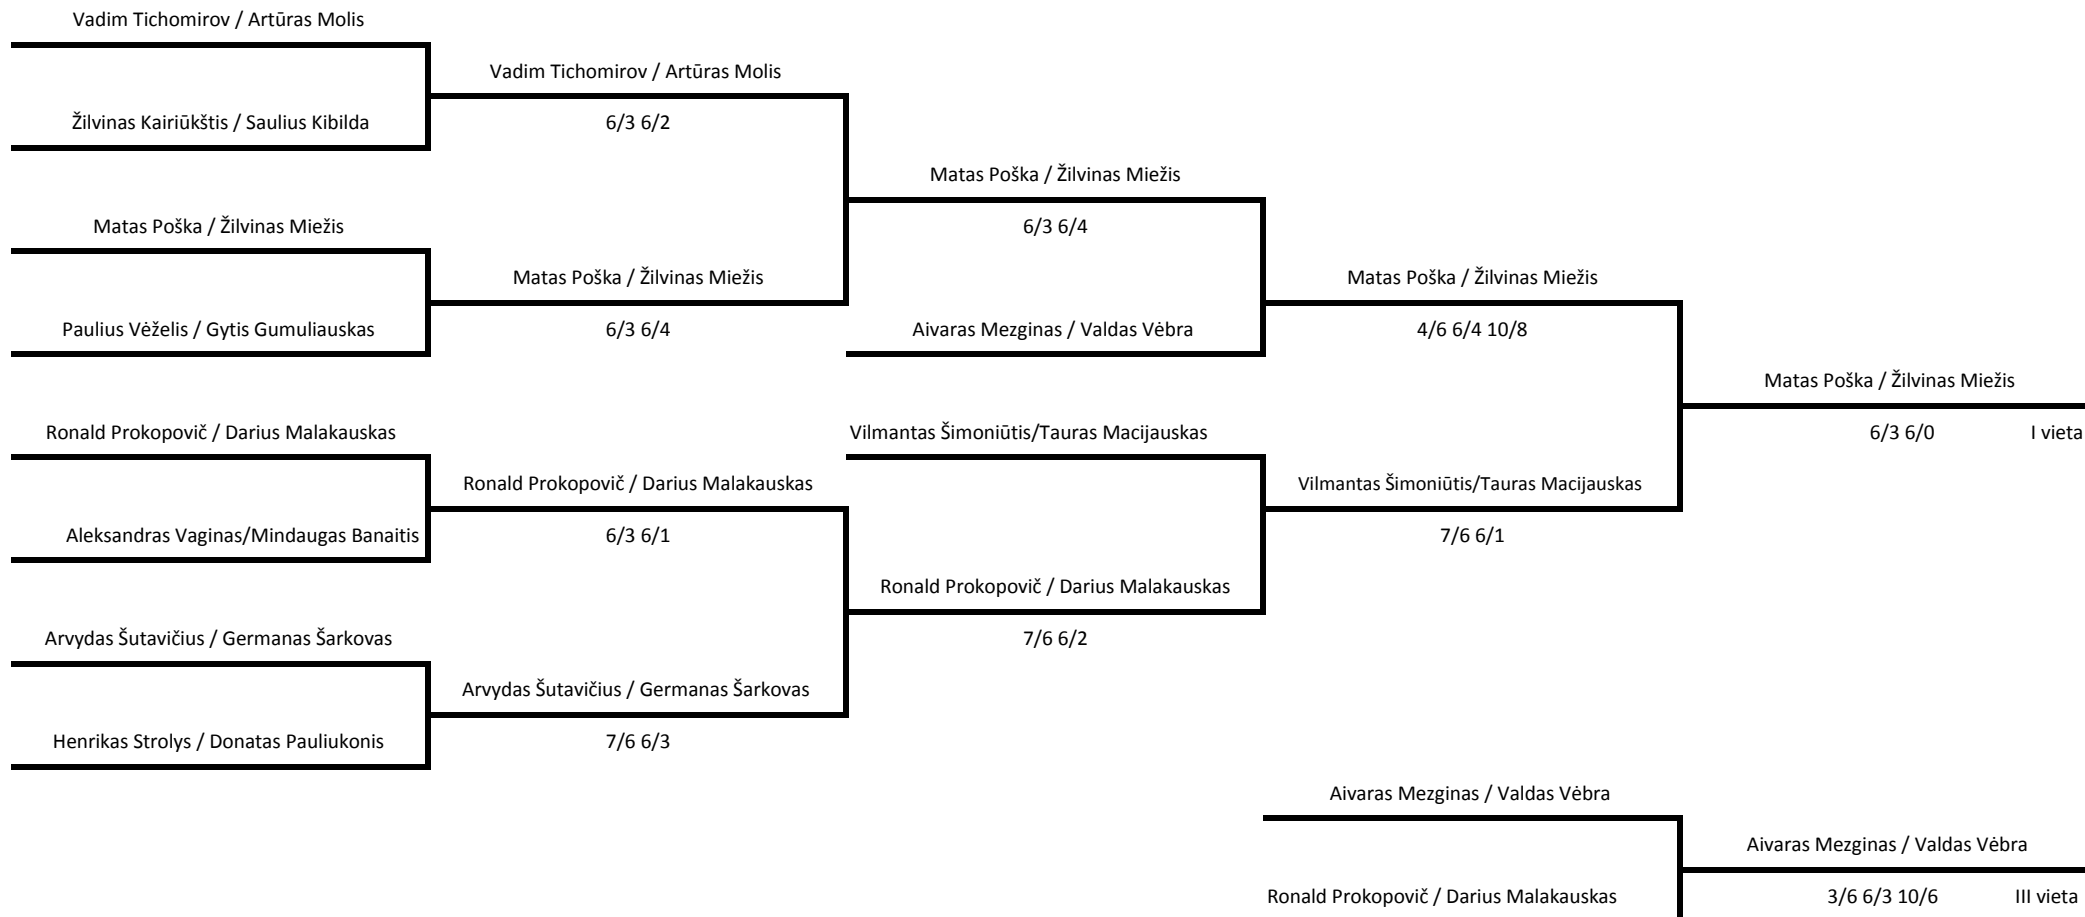 Vadim Tichomirov / Artūras Molis
Vadim Tichomirov / Artūras Molis
Žilvinas Kairiūkštis / Saulius Kibilda
6/3 6/2
Matas Poška / Žilvinas Miežis
Matas Poška / Žilvinas Miežis
6/3 6/4
Matas Poška / Žilvinas Miežis
Matas Poška / Žilvinas Miežis
Paulius Vėželis / Gytis Gumuliauskas
6/3 6/4
Aivaras Mezginas / Valdas Vėbra
4/6 6/4 10/8
Matas Poška / Žilvinas Miežis
Ronald Prokopovič / Darius Malakauskas
Vilmantas Šimoniūtis/Tauras Macijauskas
6/3 6/0
I vieta
Ronald Prokopovič / Darius Malakauskas
Vilmantas Šimoniūtis/Tauras Macijauskas
Aleksandras Vaginas/Mindaugas Banaitis
6/3 6/1
7/6 6/1
Ronald Prokopovič / Darius Malakauskas
Arvydas Šutavičius / Germanas Šarkovas
7/6 6/2
Arvydas Šutavičius / Germanas Šarkovas
Henrikas Strolys / Donatas Pauliukonis
7/6 6/3
Aivaras Mezginas / Valdas Vėbra
Aivaras Mezginas / Valdas Vėbra
Ronald Prokopovič / Darius Malakauskas
3/6 6/3 10/6
III vieta